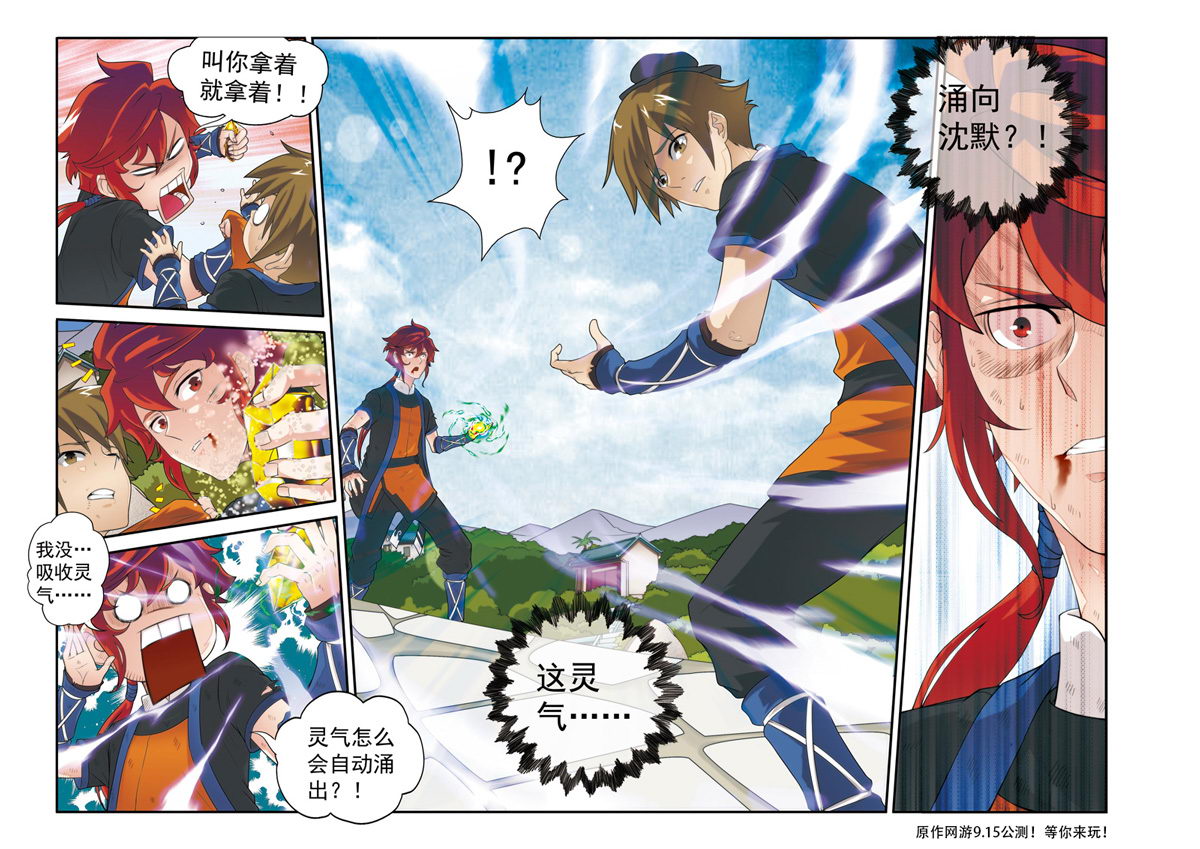 叫你拿着
就拿着！！
我没…
吸收灵
气……
灵气怎么
会自动涌
出？！
！？
这灵
气……
涌向
沈默？！
原作网游9.15公测！等你来玩！